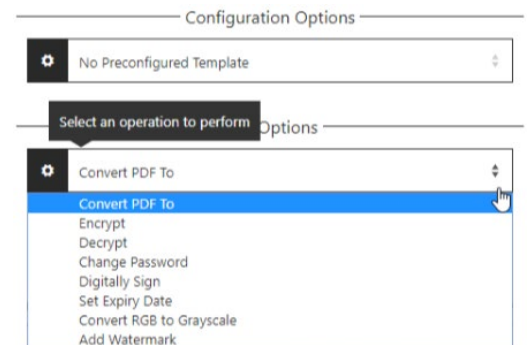 Configuration Options
No Preconfigured Template
Select an operation to perform
Options
Convert PDF To
Convert PDF To
Encrypt
Decrypt
Change Password
Digitally Sign
Set Expiry Date
Convert RGB to Grayscale
Add Watermark